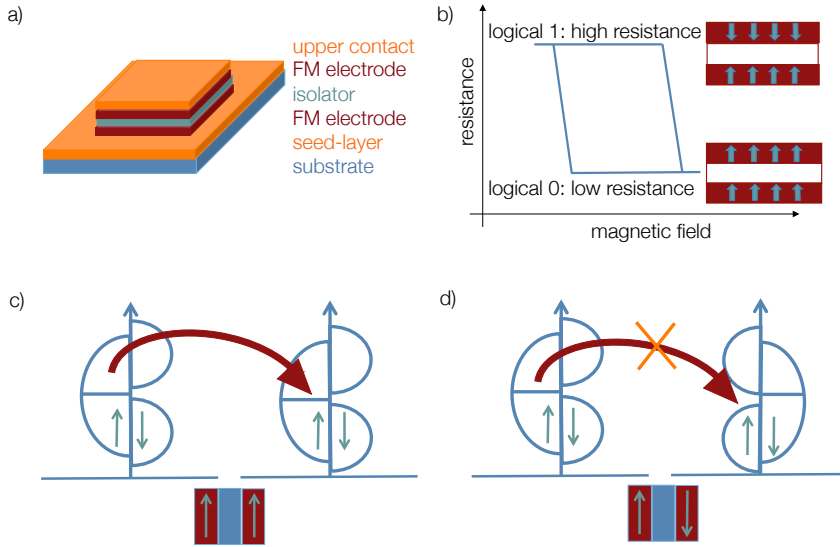 a)
upper contact
FM electrode
isolator
FM electrode
seed-layer
substrate
b)
resistance
logical 1: high resistance
logical 0: low resistance
magnetic field
c)
d)